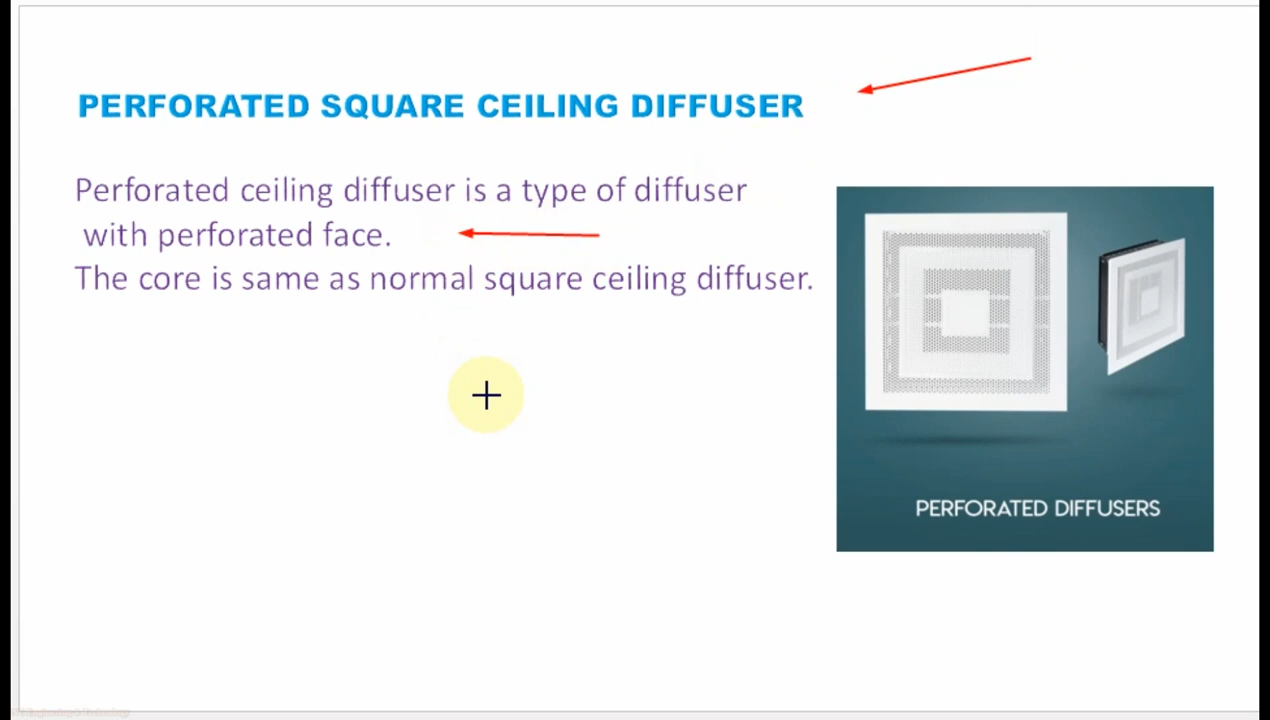 PERFORATED SQUARE CEILING DIFFUSER
Perforated ceiling diffuser is a type of diffuser
with perforated face.
The core is same as normal square ceiling diffuser.
PERFORATED DIFFUSERS